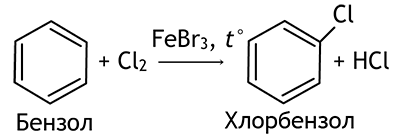 Cl
FeBr₃, t°
+ Cl₂
+ HCl
Бензол
Хлорбензол